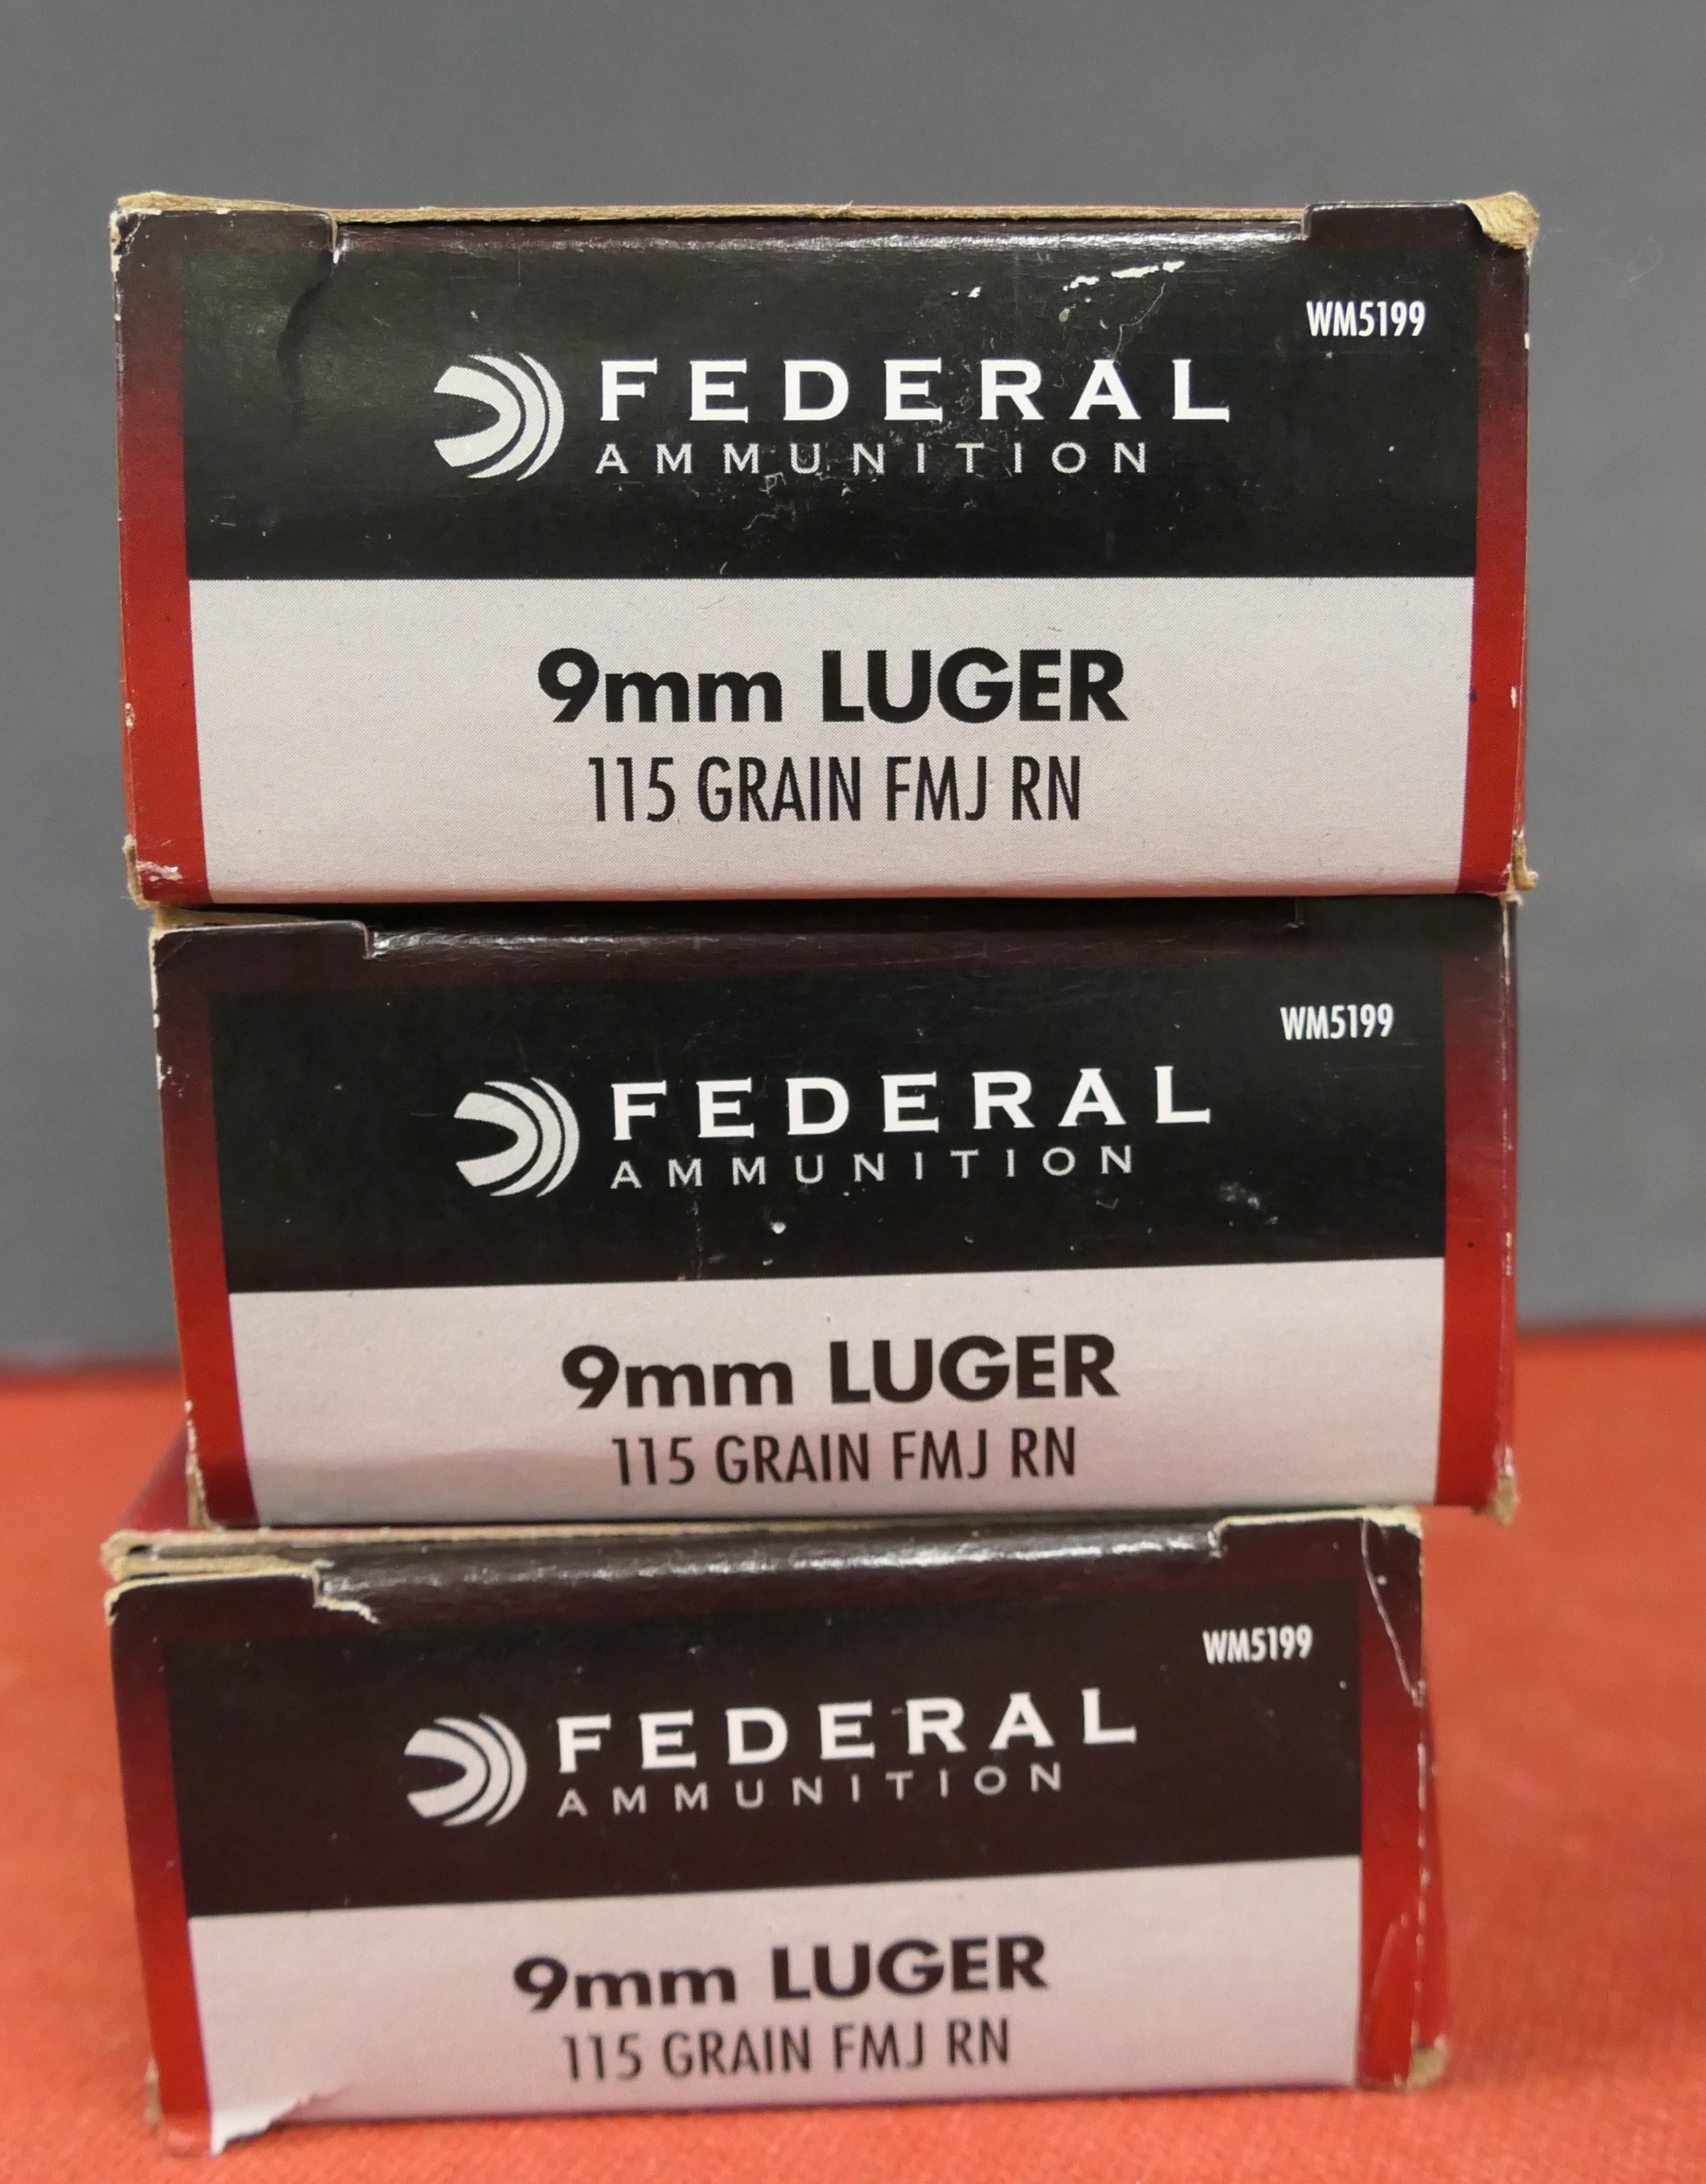 WM5199
FEDERAL
AMMUNITION
9mm LUGER
115 GRAIN FMJ RN
WM5199
FEDERAL
AMMUNITION
9mm LUGER
115 GRAIN FMJ RN
WM5199
FEDERAL
AMMUNITION
9mm LUGER
115 GRAIN FMJ RN